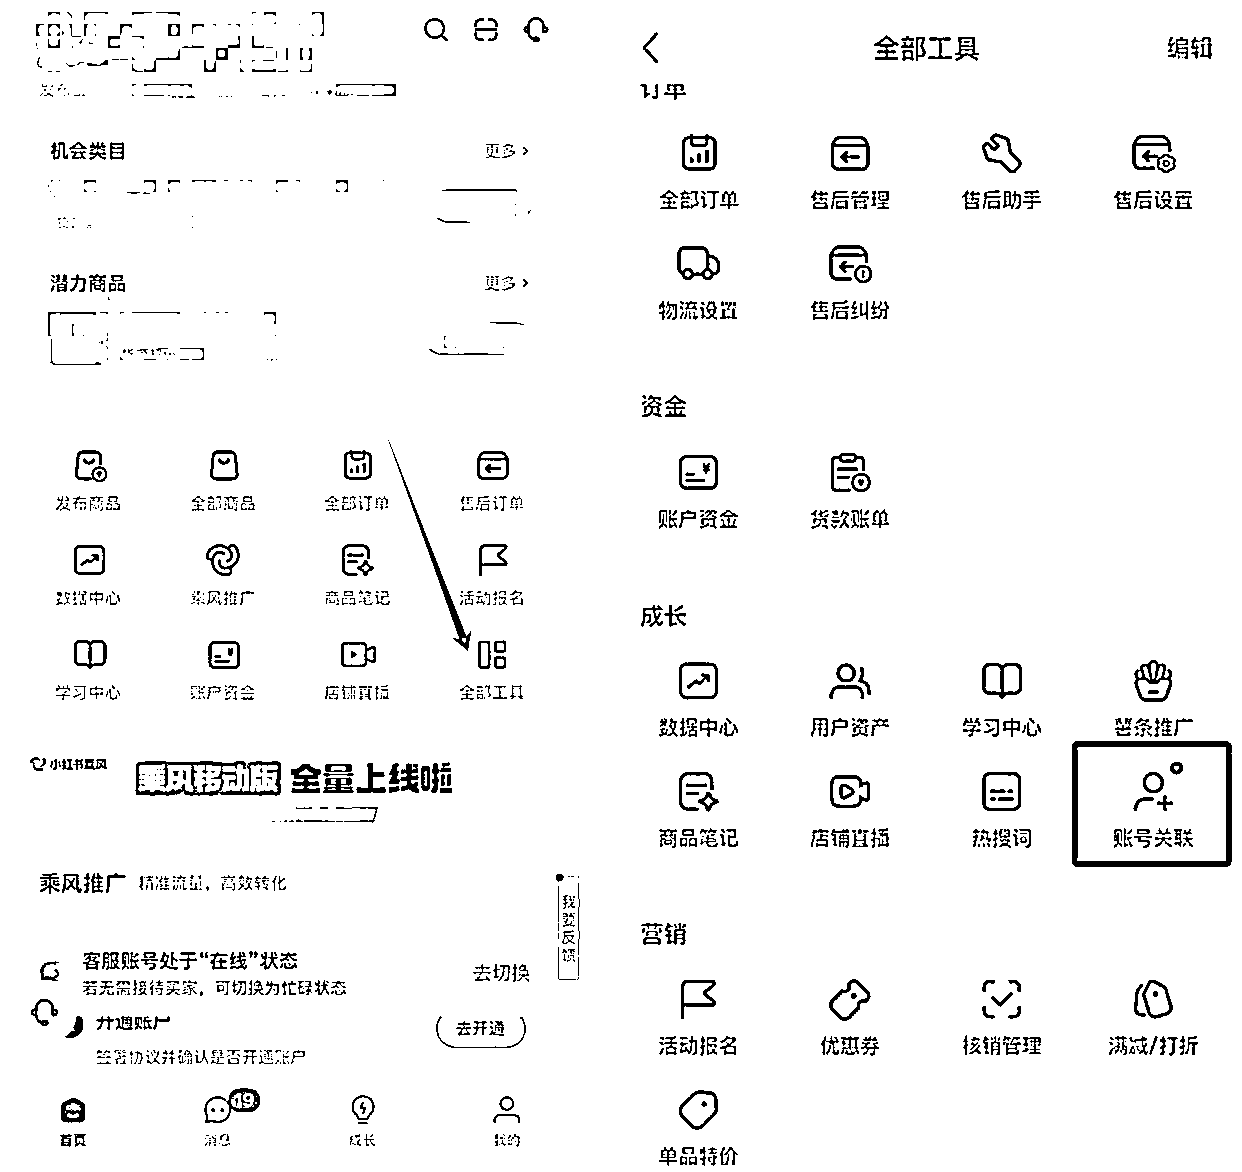 发布
机会类目
更多 >
潜力商品
更多 >
发布商品 全部商品 全部订单 售后订单
数据中心 乘风推广 商品笔记 活动报名
学习中心 账户资金 店铺直播 全部工具
小红书乘风
乘风移动版 全量上线啦
乘风推广 精准流量，高效转化
我要反馈
客服账号处于“在线”状态
若无需接待买家，可切换为忙碌状态
去切换
开通账户
签署协议并确认是否开通账户
去开通
19
首页 消息 成长 我的
全部工具 编辑
订单
全部订单 售后管理 售后助手 售后设置
物流设置 售后纠纷
资金
账户资金 货款账单
成长
数据中心 用户资产 学习中心 薯条推广
商品笔记 店铺直播 热搜词 账号关联
营销
活动报名 优惠券 核销管理 满减/打折
单品特价